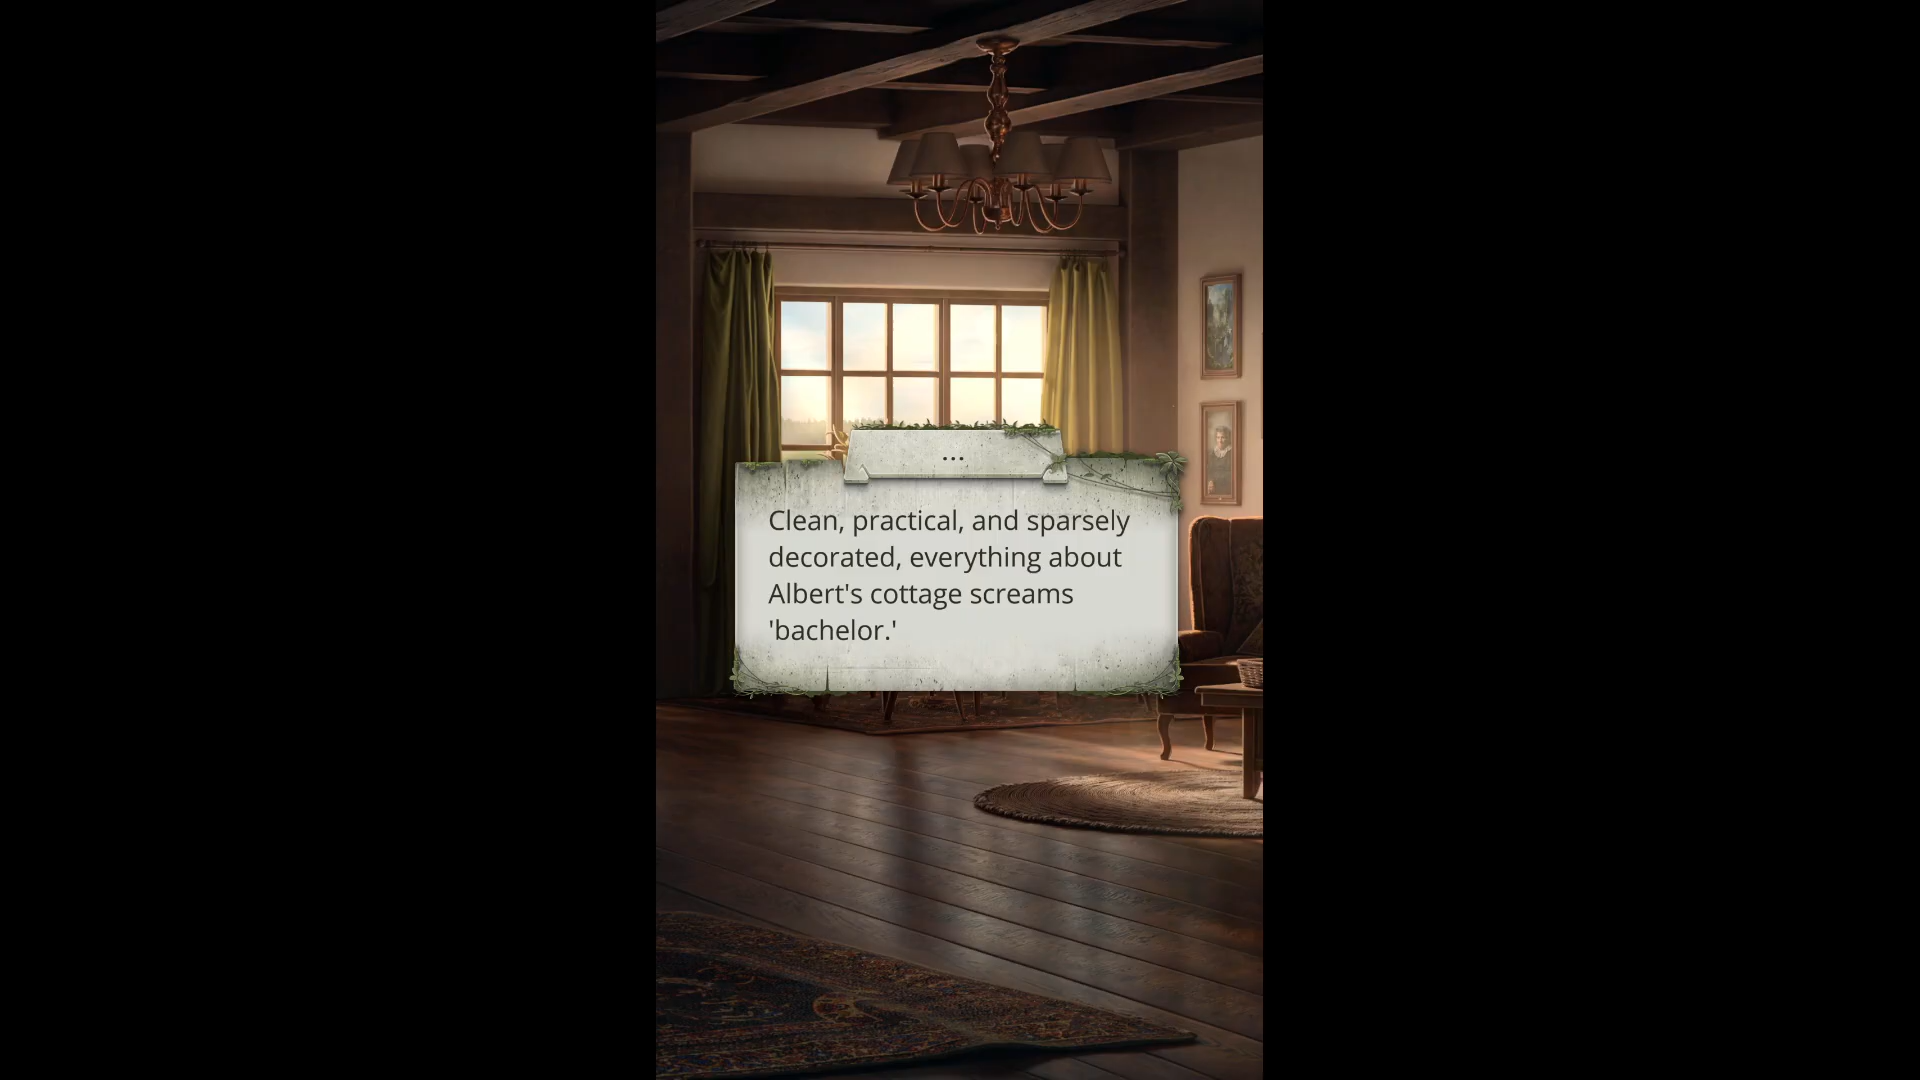 ...
Clean, practical, and sparsely
decorated, everything about
Albert's cottage screams
'bachelor.'